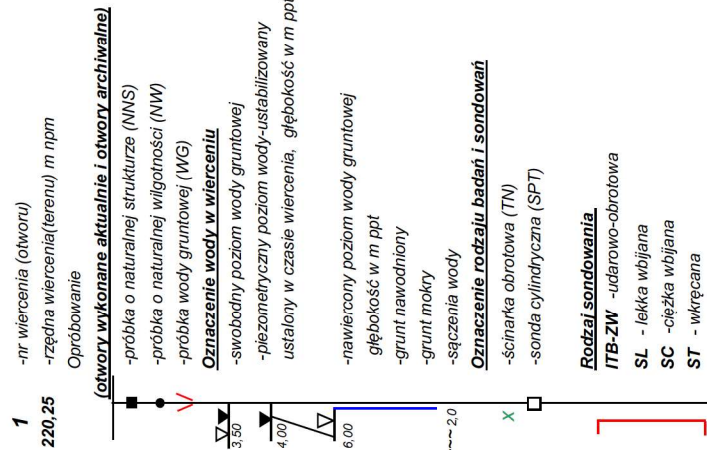 1 -nr wiercenia (otworu)
220,25 -rzędna wiercenia(terenu) m npm
Opróbowanie
(otwory wykonane aktualnie i otwory archiwalne)
-próbka o naturalnej strukturze (NNS)
-próbka o naturalnej wilgotności (NW)
-próbka wody gruntowej (WG)
Oznaczenie wody w wierceniu
3,50 -swobodny poziom wody gruntowej
4,00 -piezometryczny poziom wody-ustabilizowany
ustalony w czasie wiercenia, głębokość w m ppt
6,00 -nawiercony poziom wody gruntowej
głębokość w m ppt
-grunt nawodniony
-grunt mokry
~~ 2,0 -sączenia wody
Oznaczenie rodzaju badań i sondowań
x -ścinarka obrotowa (TN)
-sonda cylindryczna (SPT)
Rodzaj sondowania
ITB-ZW -udarowo-obrotowa
SL - lekka wbijana
SC -ciężka wbijana
ST - wkręcana